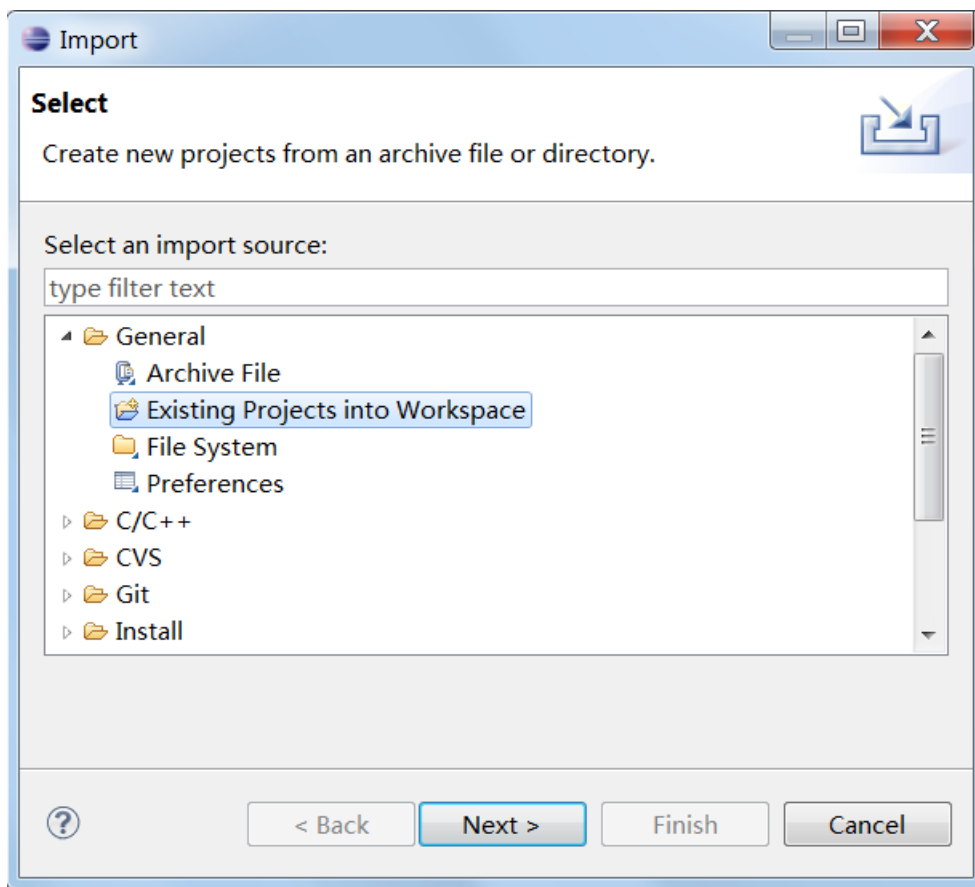 Import
Select
Create new projects from an archive file or directory.
Select an import source:
type filter text
General
Archive File
Existing Projects into Workspace
File System
Preferences
C/C++
CVS
Git
Install
? < Back Next > Finish Cancel